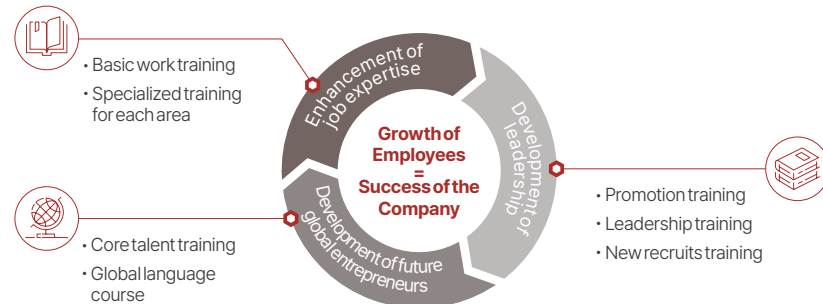 Enhancement of
job expertise
• Basic work training
• Specialized training
for each area
Development of
leadership
• Promotion training
• Leadership training
• New recruits training
Development of future
global entrepreneurs
• Core talent training
• Global language
course
Growth of
Employees
=
Success of the
Company